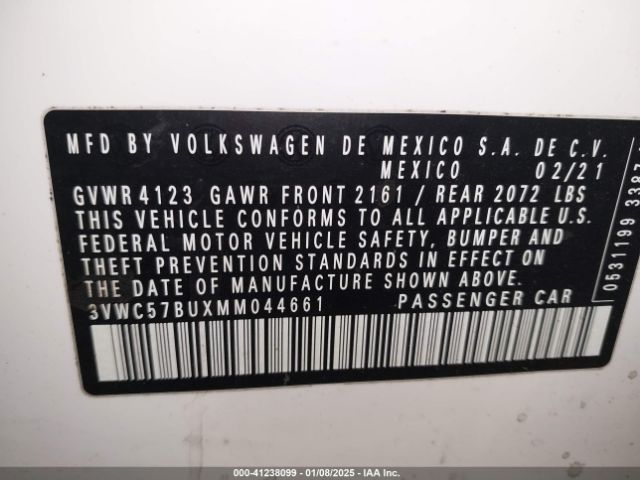 MFD BY VOLKSWAGEN DE MEXICO S.A. DE C.V.
MEXICO 02/21
GVWR 4123 GAWR FRONT 2161 / REAR 2072 LBS
THIS VEHICLE CONFORMS TO ALL APPLICABLE U.S.
FEDERAL MOTOR VEHICLE SAFETY, BUMPER AND
THEFT PREVENTION STANDARDS IN EFFECT ON
THE DATE OF MANUFACTURE SHOWN ABOVE.
3VWC57BUXMM044661 PASSENGER CAR
0531199 3387
000-41238099 | 01/08/2025 - IAA VEHICLES